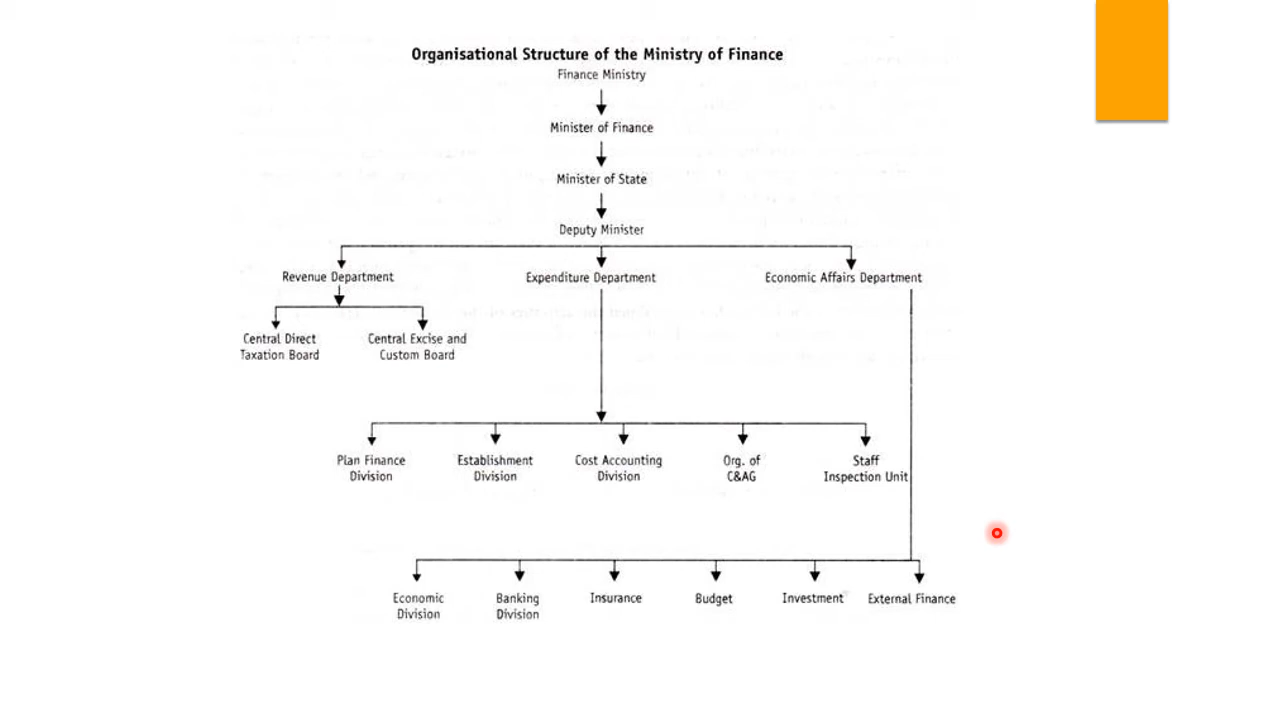 Organisational Structure of the Ministry of Finance
Finance Ministry
Minister of Finance
Minister of State
Deputy Minister
Revenue Department
Expenditure Department
Economic Affairs Department
Central Direct
Taxation Board
Central Excise and
Custom Board
Plan Finance
Division
Establishment
Division
Cost Accounting
Division
Org. of
C&AG
Staff
Inspection Unit
Economic
Division
Banking
Division
Insurance
Budget
Investment
External Finance